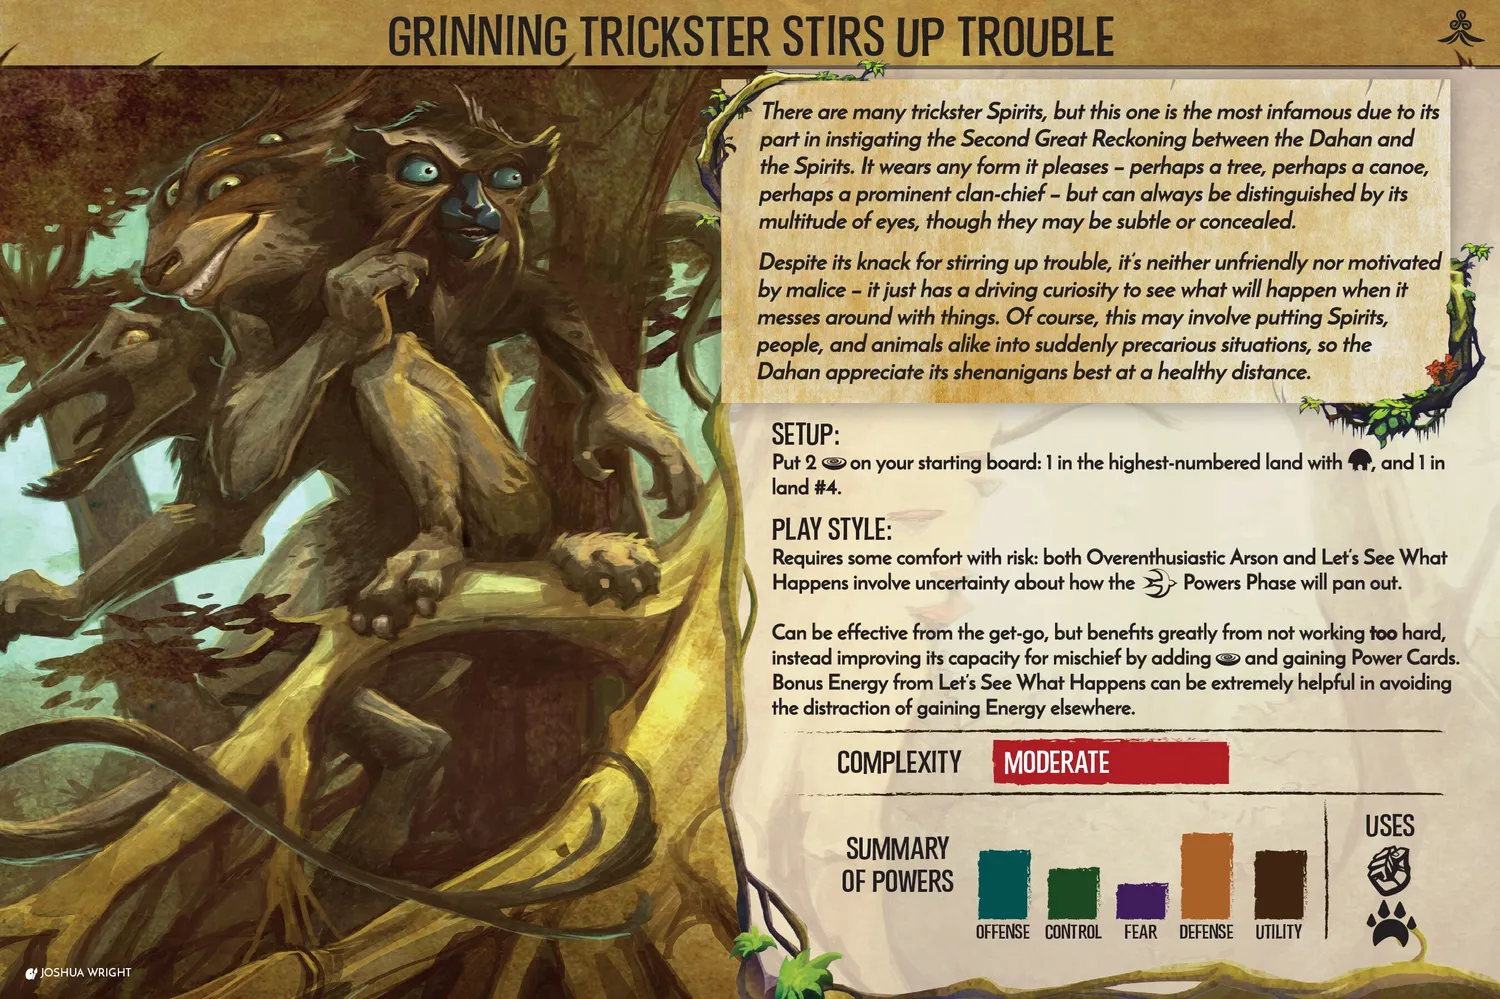 GRINNING TRICKSTER STIRS UP TROUBLE
There are many trickster Spirits, but this one is the most infamous due to its
part in instigating the Second Great Reckoning between the Dahan and
the Spirits. It wears any form it pleases – perhaps a tree, perhaps a canoe,
perhaps a prominent clan-chief – but can always be distinguished by its
multitude of eyes, though they may be subtle or concealed.
Despite its knack for stirring up trouble, it's neither unfriendly nor motivated
by malice – it just has a driving curiosity to see what will happen when it
messes around with things. Of course, this may involve putting Spirits,
people, and animals alike into suddenly precarious situations, so the
Dahan appreciate its shenanigans best at a healthy distance.
SETUP:
Put 2 on your starting board: 1 in the highest-numbered land with , and 1 in
land #4.
PLAY STYLE:
Requires some comfort with risk: both Overenthusiastic Arson and Let's See What
Happens involve uncertainty about how the Powers Phase will pan out.
Can be effective from the get-go, but benefits greatly from not working too hard,
instead improving its capacity for mischief by adding and gaining Power Cards.
Bonus Energy from Let's See What Happens can be extremely helpful in avoiding
the distraction of gaining Energy elsewhere.
COMPLEXITY MODERATE
SUMMARY
OF POWERS
OFFENSE CONTROL FEAR DEFENSE UTILITY
USES
JOSHUA WRIGHT